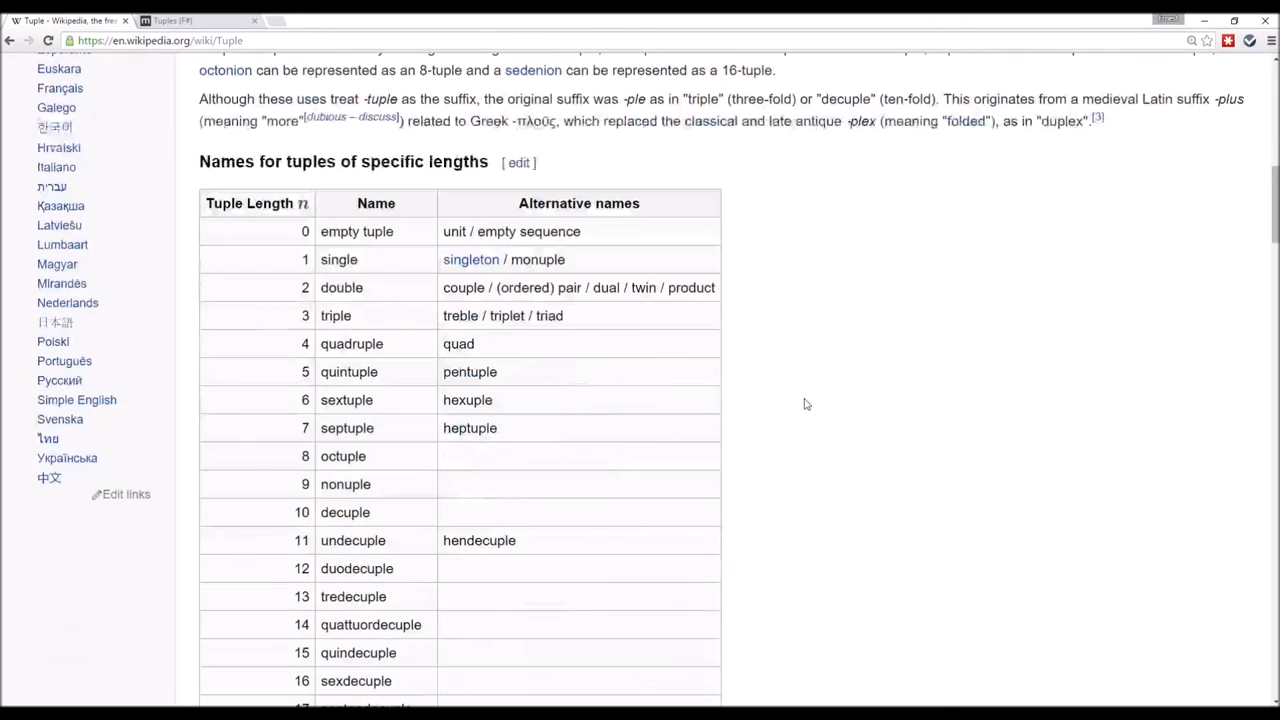 Tuple - Wikipedia, the free
Tuples (F#)
Ernest
https://en.wikipedia.org/wiki/Tuple
octonion can be represented as an 8-tuple and a sedenion can be represented as a 16-tuple.
Although these uses treat -tuple as the suffix, the original suffix was -ple as in "triple" (three-fold) or "decuple" (ten-fold). This originates from a medieval Latin suffix -plus
(meaning "more"[dubious – discuss]) related to Greek -πλοῦς, which replaced the classical and late antique -plex (meaning "folded"), as in "duplex".[3]
Names for tuples of specific lengths [ edit ]
Tuple Length n Name Alternative names
0 empty tuple unit / empty sequence
1 single singleton / monuple
2 double couple / (ordered) pair / dual / twin / product
3 triple treble / triplet / triad
4 quadruple quad
5 quintuple pentuple
6 sextuple hexuple
7 septuple heptuple
8 octuple
9 nonuple
10 decuple
11 undecuple hendecuple
12 duodecuple
13 tredecuple
14 quattuordecuple
15 quindecuple
16 sexdecuple
Euskara
Français
Galego
한국어
Hrvatski
Italiano
עברית
Қазақша
Latviešu
Lumbaart
Magyar
Mirandés
Nederlands
日本語
Polski
Português
Русский
Simple English
Svenska
ไทย
Українська
中文
Edit links